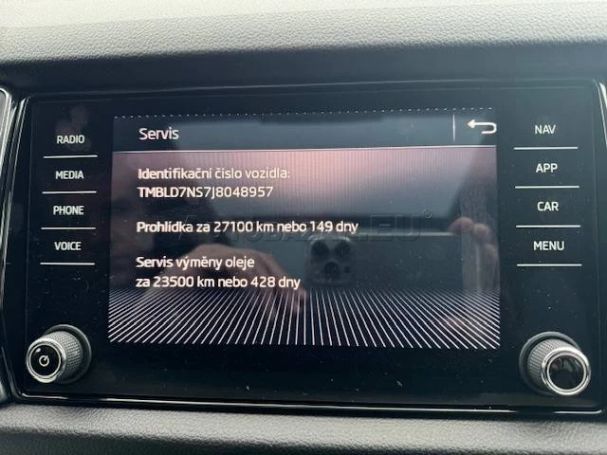 Servis
RADIO
MEDIA
PHONE
VOICE
Identifikační číslo vozidla:
TMBLD7NS7J8048957
Prohlídka za 27100 km nebo 149 dny
Servis výměny oleje
za 23500 km nebo 428 dny
NAV
APP
CAR
MENU